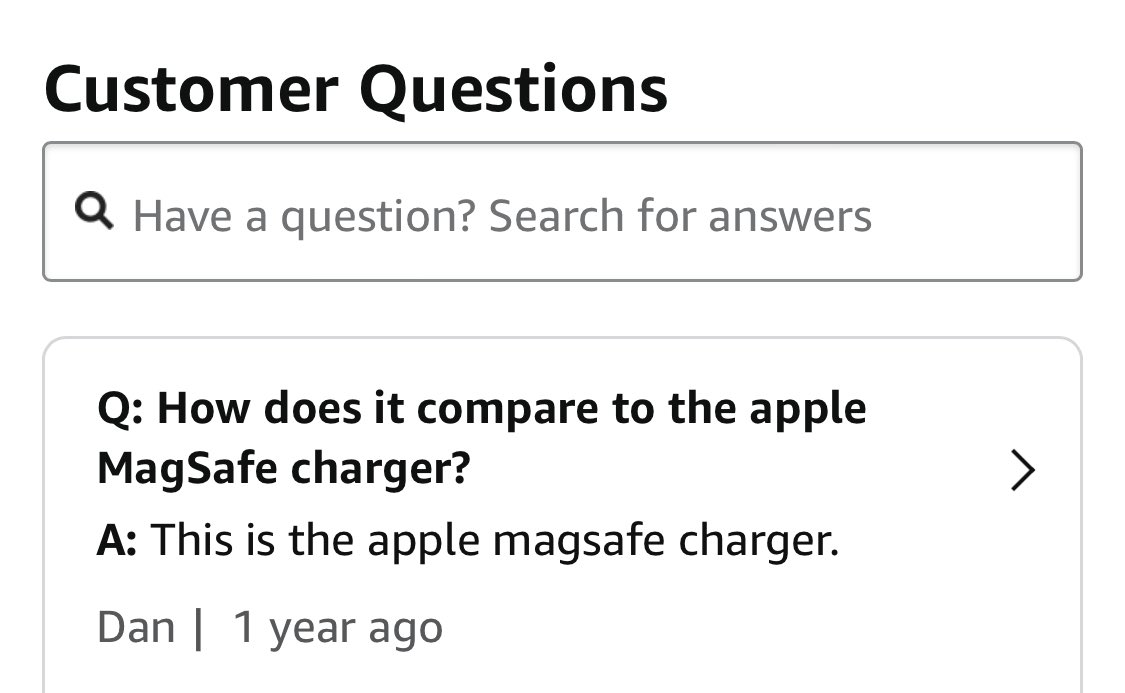 Customer Questions
Have a question? Search for answers
Q: How does it compare to the apple
MagSafe charger?
A: This is the apple magsafe charger.
Dan | 1 year ago